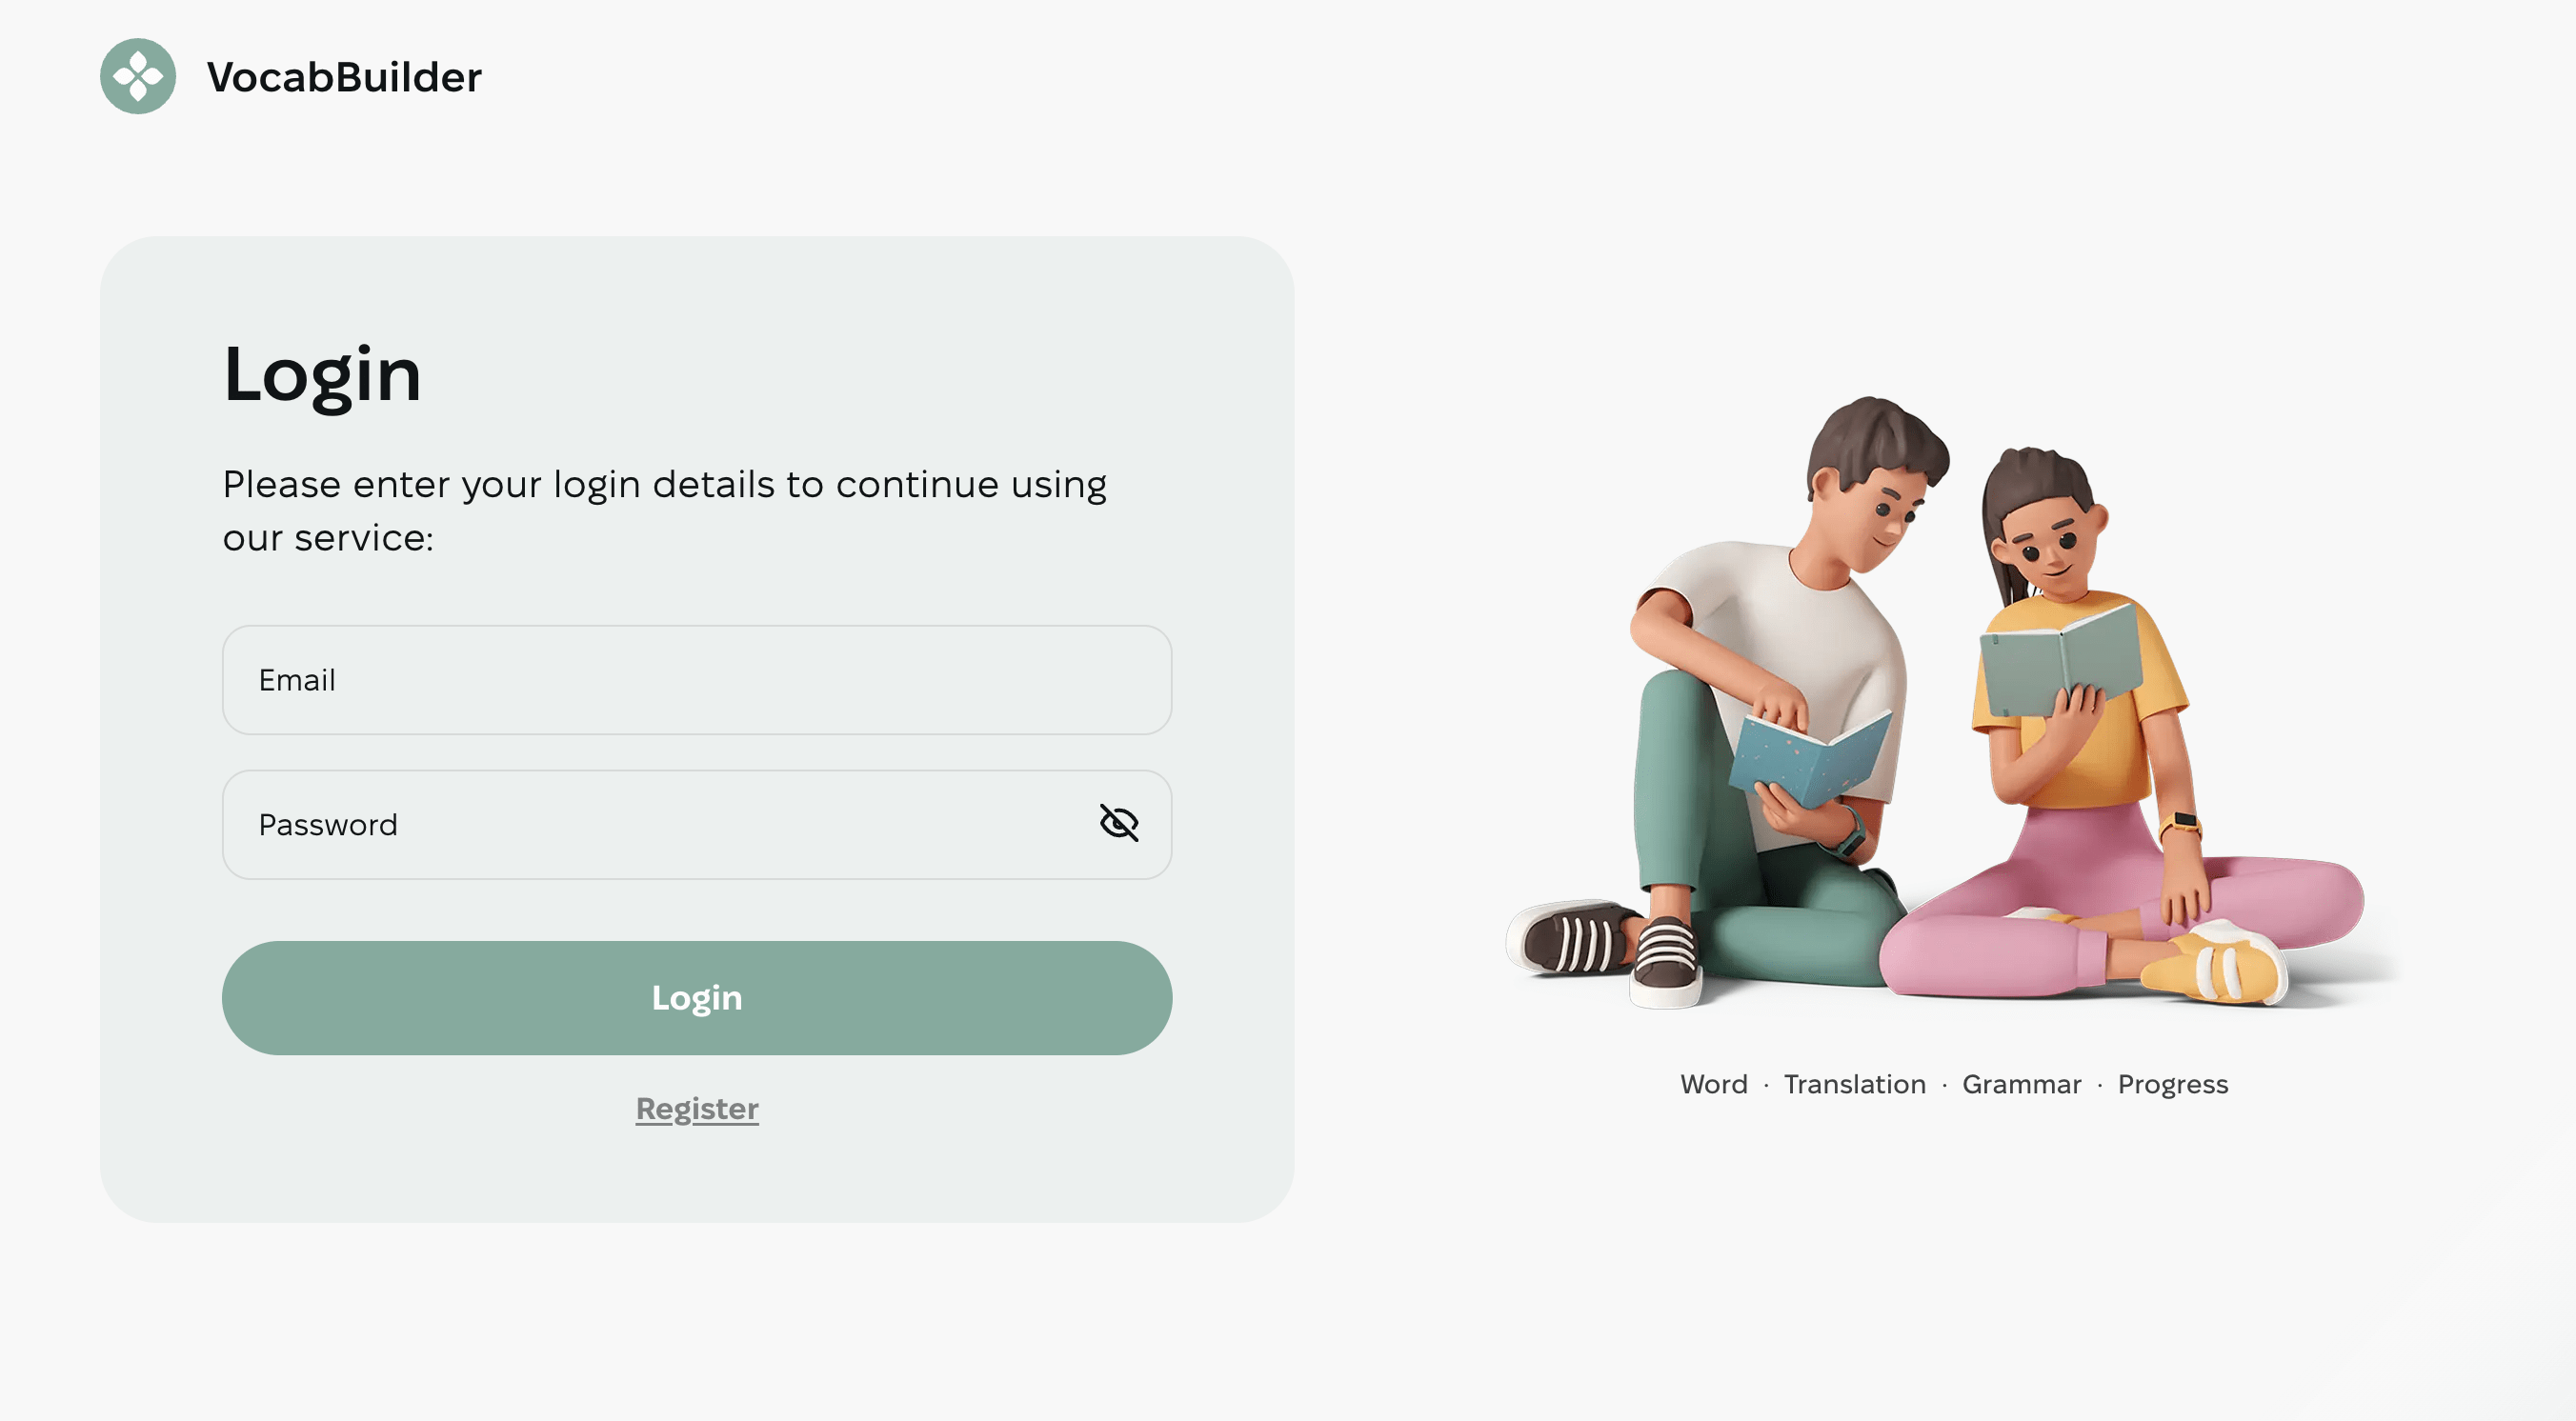 VocabBuilder
Login
Please enter your login details to continue using
our service:
Email
Password
Login
Register
Word · Translation · Grammar · Progress